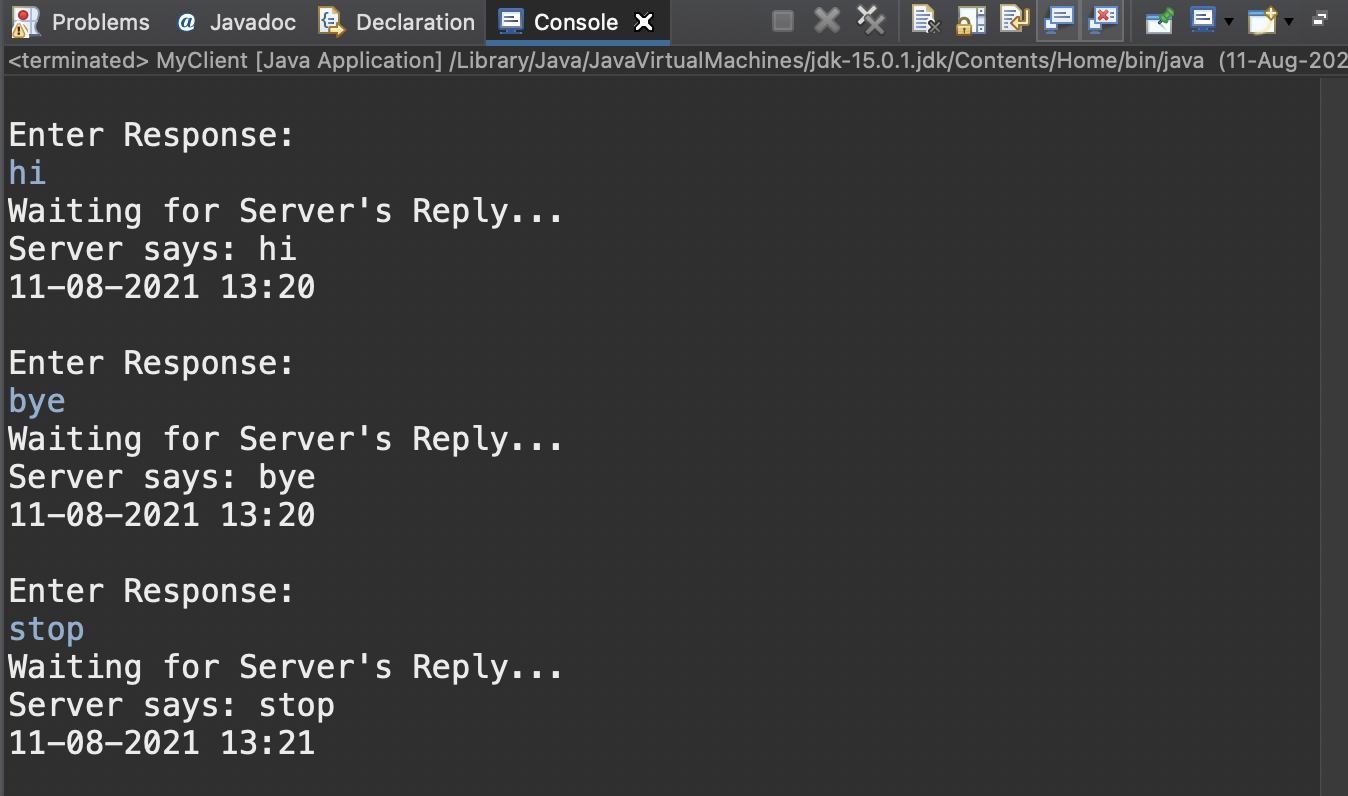 Problems @ Javadoc Declaration Console
<terminated> MyClient [Java Application] /Library/Java/JavaVirtualMachines/jdk-15.0.1.jdk/Contents/Home/bin/java (11-Aug-202
Enter Response:
hi
Waiting for Server's Reply...
Server says: hi
11-08-2021 13:20
Enter Response:
bye
Waiting for Server's Reply...
Server says: bye
11-08-2021 13:20
Enter Response:
stop
Waiting for Server's Reply...
Server says: stop
11-08-2021 13:21